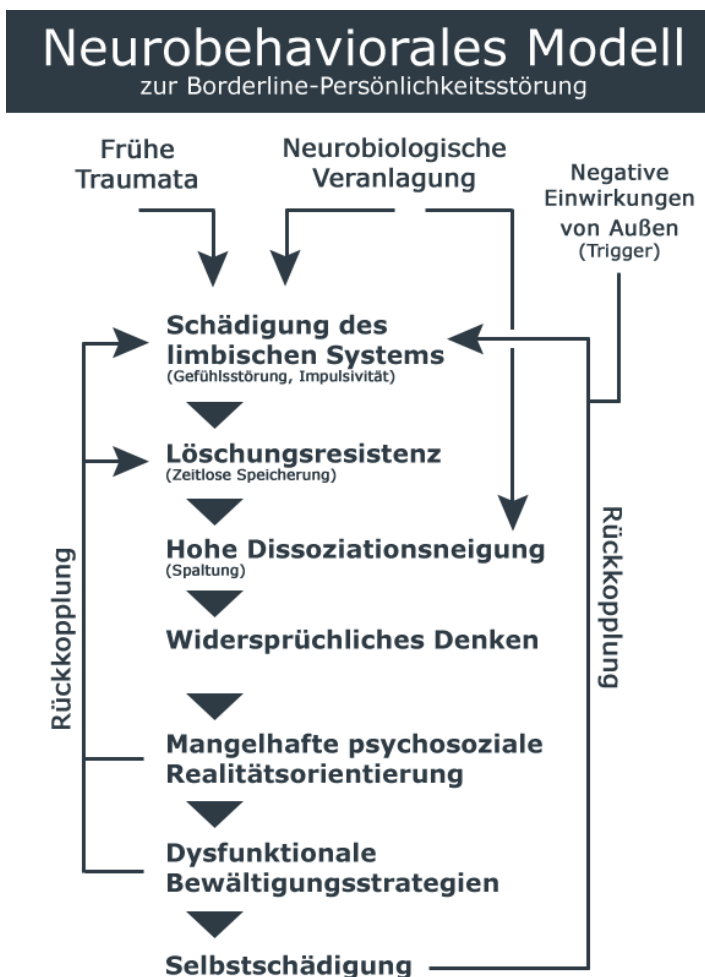 Neurobehaviorales Modell
zur Borderline-Persönlichkeitsstörung
Frühe
Traumata
Neurobiologische
Veranlagung
Negative
Einwirkungen
von Außen
(Trigger)
Schädigung des
limbischen Systems
(Gefühlsstörung, Impulsivität)
Löschungsresistenz
(Zeitlose Speicherung)
Hohe Dissoziationsneigung
(Spaltung)
Widersprüchliches Denken
Mangelhafte psychosoziale
Realitätsorientierung
Dysfunktionale
Bewältigungsstrategien
Selbstschädigung
Rückkopplung
Rückkopplung